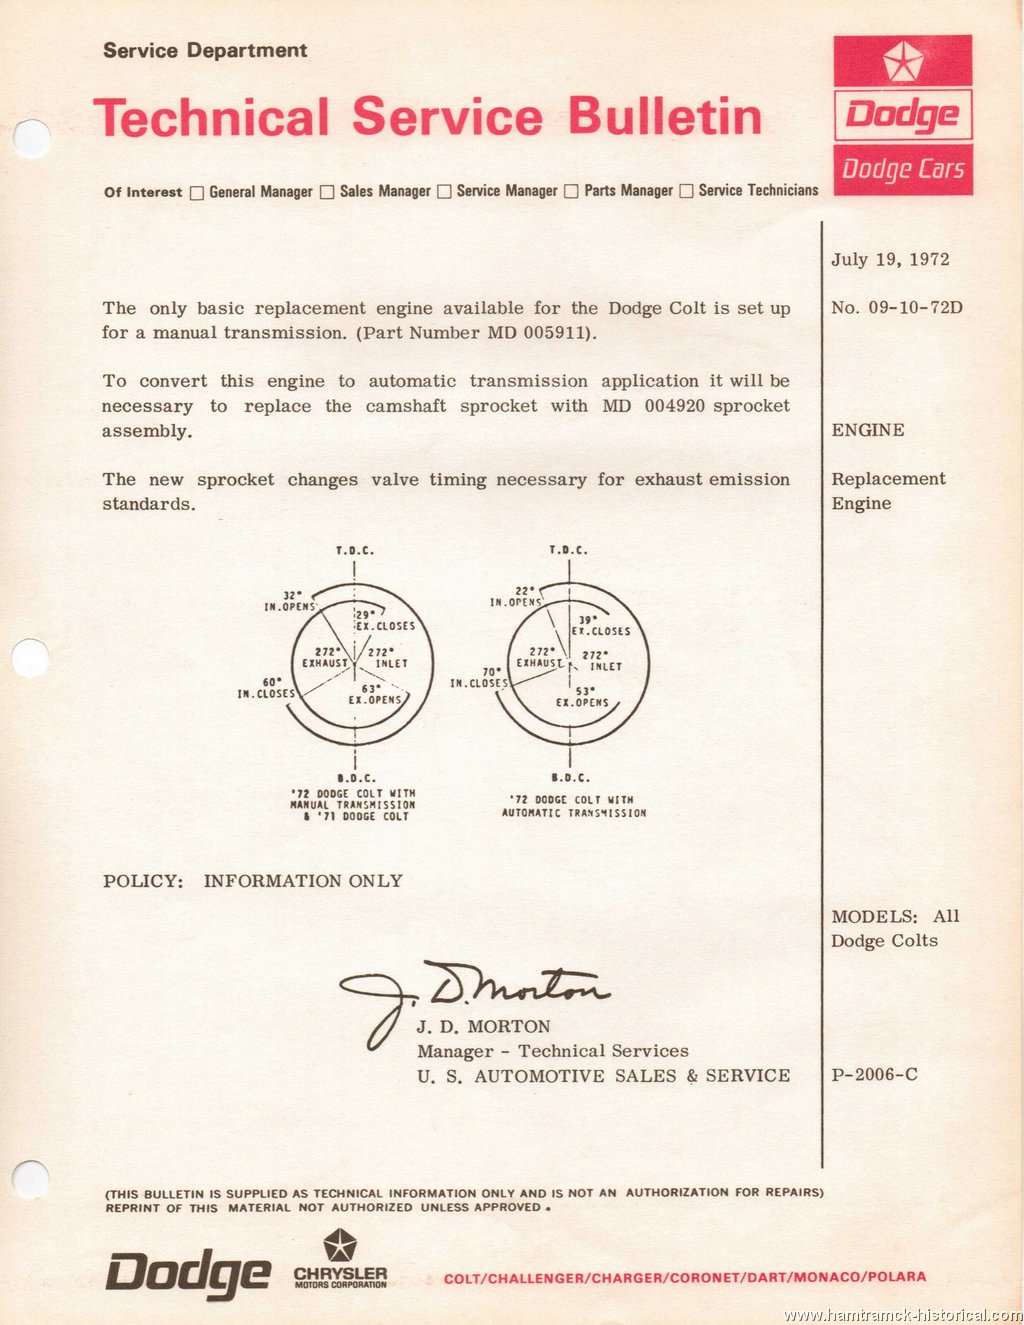 Service Department
Technical Service Bulletin
Dodge
Dodge Cars
Of Interest □ General Manager □ Sales Manager □ Service Manager □ Parts Manager □ Service Technicians
July 19, 1972
No. 09-10-72D
The only basic replacement engine available for the Dodge Colt is set up
for a manual transmission. (Part Number MD 005911).
To convert this engine to automatic transmission application it will be
necessary to replace the camshaft sprocket with MD 004920 sprocket
assembly.
ENGINE
The new sprocket changes valve timing necessary for exhaust emission
standards.
Replacement
Engine
T.D.C.
32°
IN.OPENS
29°
EX.CLOSES
272°
EXHAUST
272°
INLET
60°
IN.CLOSES
63°
EX.OPENS
B.D.C.
'72 DODGE COLT WITH
MANUAL TRANSMISSION
& '71 DODGE COLT
T.D.C.
22°
IN.OPENS
39°
EX.CLOSES
272°
EXHAUST
272°
INLET
70°
IN.CLOSES
53°
EX.OPENS
B.D.C.
'72 DODGE COLT WITH
AUTOMATIC TRANSMISSION
POLICY: INFORMATION ONLY
MODELS: All
Dodge Colts
J. D. Morton
J. D. MORTON
Manager - Technical Services
U. S. AUTOMOTIVE SALES & SERVICE
P-2006-C
(THIS BULLETIN IS SUPPLIED AS TECHNICAL INFORMATION ONLY AND IS NOT AN AUTHORIZATION FOR REPAIRS)
REPRINT OF THIS MATERIAL NOT AUTHORIZED UNLESS APPROVED.
Dodge
CHRYSLER
MOTORS CORPORATION
COLT/CHALLENGER/CHARGER/CORONET/DART/MONACO/POLARA
www.hamtramck-historical.com